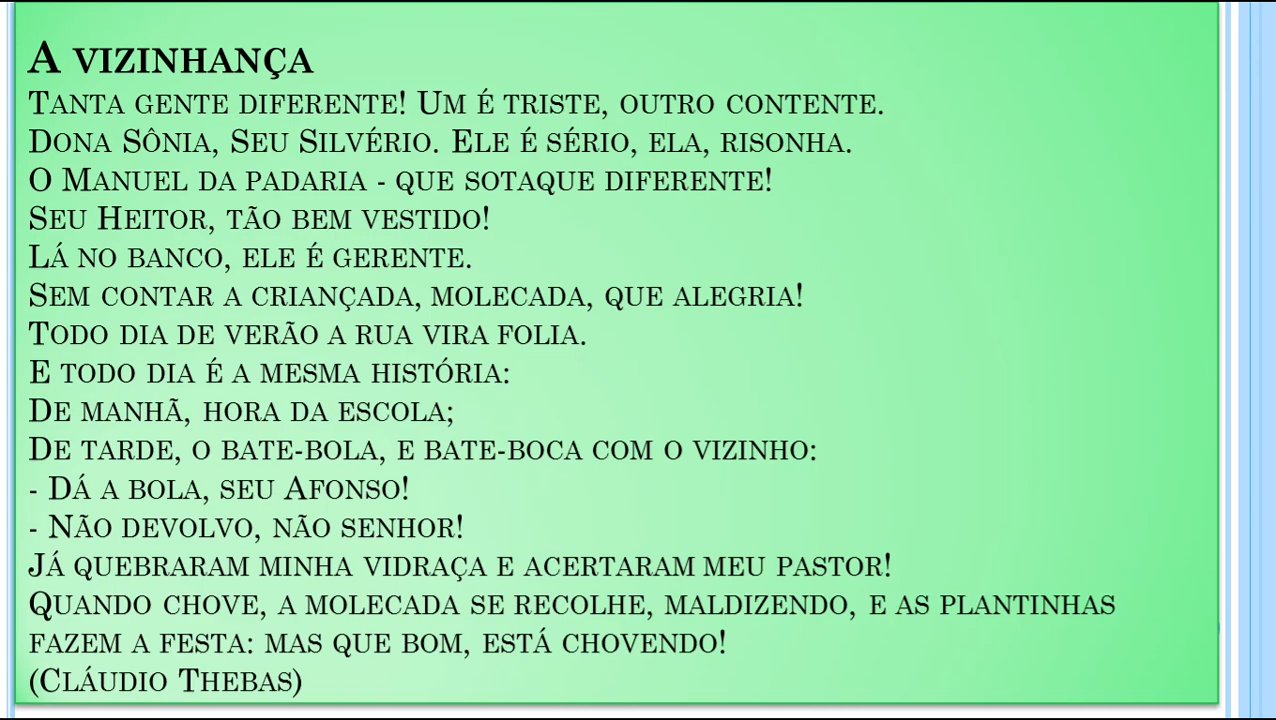 A VIZINHANÇA
TANTA GENTE DIFERENTE! UM É TRISTE, OUTRO CONTENTE.
DONA SÔNIA, SEU SILVÉRIO. ELE É SÉRIO, ELA, RISONHA.
O MANUEL DA PADARIA - QUE SOTAQUE DIFERENTE!
SEU HEITOR, TÃO BEM VESTIDO!
LÁ NO BANCO, ELE É GERENTE.
SEM CONTAR A CRIANÇADA, MOLECADA, QUE ALEGRIA!
TODO DIA DE VERÃO A RUA VIRA FOLIA.
E TODO DIA É A MESMA HISTÓRIA:
DE MANHÃ, HORA DA ESCOLA;
DE TARDE, O BATE-BOLA, E BATE-BOCA COM O VIZINHO:
- DÁ A BOLA, SEU AFONSO!
- NÃO DEVOLVO, NÃO SENHOR!
JÁ QUEBRARAM MINHA VIDRAÇA E ACERTARAM MEU PASTOR!
QUANDO CHOVE, A MOLECADA SE RECOLHE, MALDIZENDO, E AS PLANTINHAS
FAZEM A FESTA: MAS QUE BOM, ESTÁ CHOVENDO!
(CLÁUDIO THEBAS)